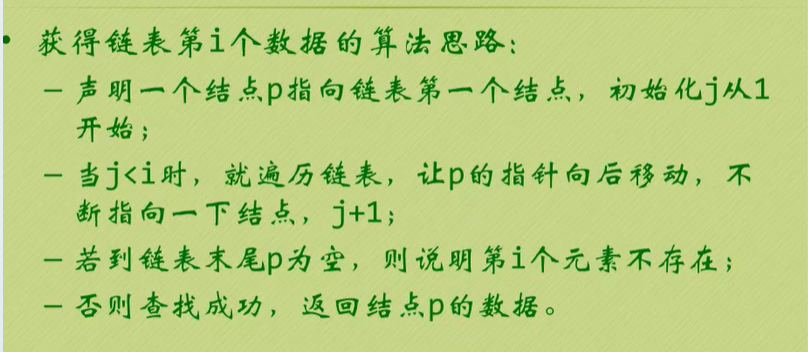 • 获得链表第i个数据的算法思路：
– 声明一个结点p指向链表第一个结点，初始化j从1
开始；
– 当j<i时，就遍历链表，让p的指针向后移动，不
断指向一下结点，j+1；
– 若到链表末尾p为空，则说明第i个元素不存在；
– 否则查找成功，返回结点p的数据。